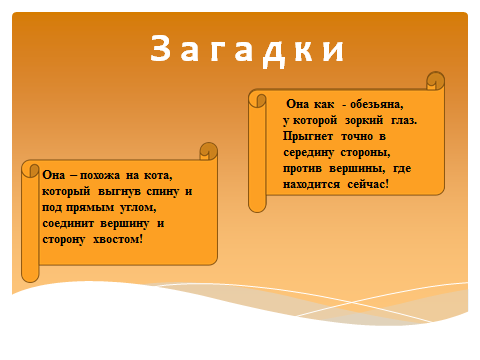 Загадки
Она – похожа на кота,
который выгнув спину и
под прямым углом,
соединит вершину и
сторону хвостом!
Она как - обезьяна,
у которой зоркий глаз.
Прыгнет точно в
середину стороны,
против вершины, где
находится сейчас!